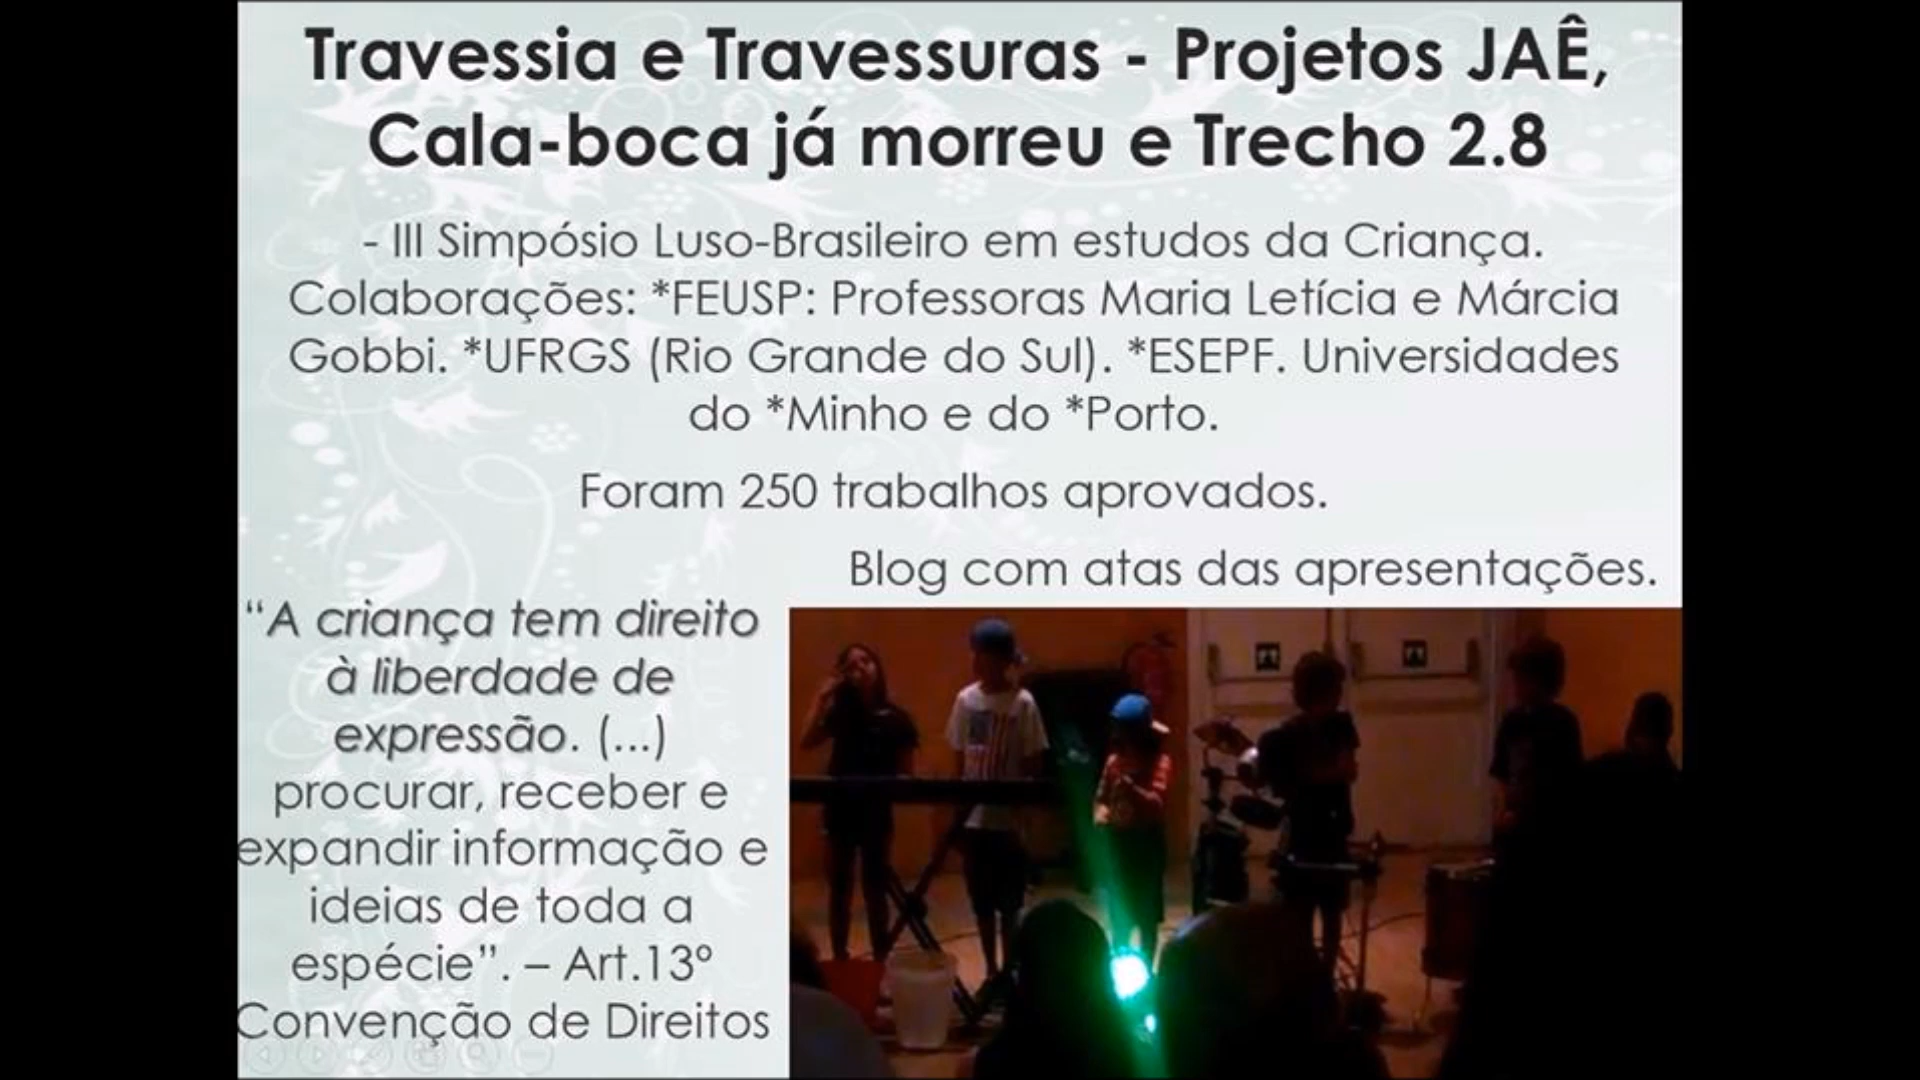 Travessia e Travessuras - Projetos JAÊ,
Cala-boca já morreu e Trecho 2.8
- III Simpósio Luso-Brasileiro em estudos da Criança.
Colaborações: *FEUSP: Professoras Maria Letícia e Márcia
Gobbi. *UFRGS (Rio Grande do Sul). *ESEPF. Universidades
do *Minho e do *Porto.
Foram 250 trabalhos aprovados.
Blog com atas das apresentações.
“A criança tem direito
à liberdade de
expressão. (...)
procurar, receber e
expandir informação e
ideias de toda a
espécie”. – Art.13º
Convenção de Direitos